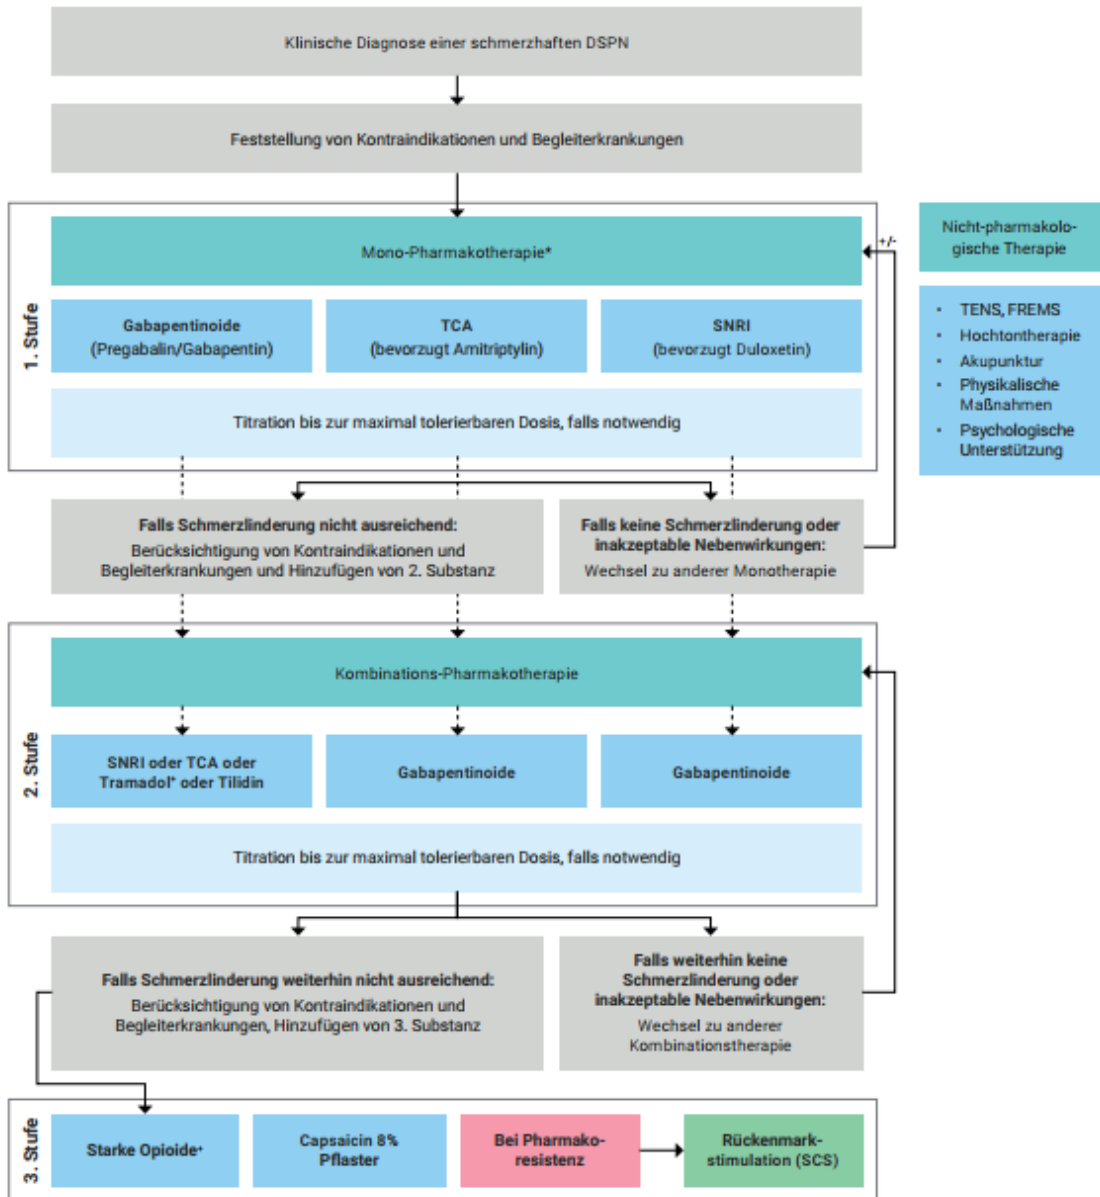 Klinische Diagnose einer schmerzhaften DSPN
Feststellung von Kontraindikationen und Begleiterkrankungen
1. Stufe
Mono-Pharmakotherapie*
+/-
Gabapentinoide
(Pregabalin/Gabapentin)
TCA
(bevorzugt Amitriptylin)
SNRI
(bevorzugt Duloxetin)
Titration bis zur maximal tolerierbaren Dosis, falls notwendig
Nicht-pharmakolo-
gische Therapie
• TENS, FREMS
• Hochtontherapie
• Akupunktur
• Physikalische
Maßnahmen
• Psychologische
Unterstützung
Falls Schmerzlinderung nicht ausreichend:
Berücksichtigung von Kontraindikationen und
Begleiterkrankungen und Hinzufügen von 2. Substanz
Falls keine Schmerzlinderung oder
inakzeptable Nebenwirkungen:
Wechsel zu anderer Monotherapie
2. Stufe
Kombinations-Pharmakotherapie
SNRI oder TCA oder
Tramadol⁺ oder Tilidin
Gabapentinoide
Gabapentinoide
Titration bis zur maximal tolerierbaren Dosis, falls notwendig
Falls Schmerzlinderung weiterhin nicht ausreichend:
Berücksichtigung von Kontraindikationen und
Begleiterkrankungen, Hinzufügen von 3. Substanz
Falls weiterhin keine
Schmerzlinderung oder
inakzeptable Nebenwirkungen:
Wechsel zu anderer
Kombinationstherapie
3. Stufe
Starke Opioide⁺
Capsaicin 8%
Pflaster
Bei Pharmako-
resistenz
Rückenmark-
stimulation (SCS)